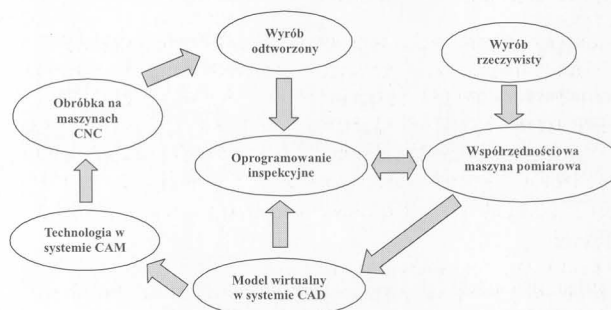 Wyrób
odtworzony
Wyrób
rzeczywisty
Obróbka na
maszynach
CNC
Oprogramowanie
inspekcyjne
Współrzędnościowa
maszyna pomiarowa
Technologia w
systemie CAM
Model wirtualny
w systemie CAD